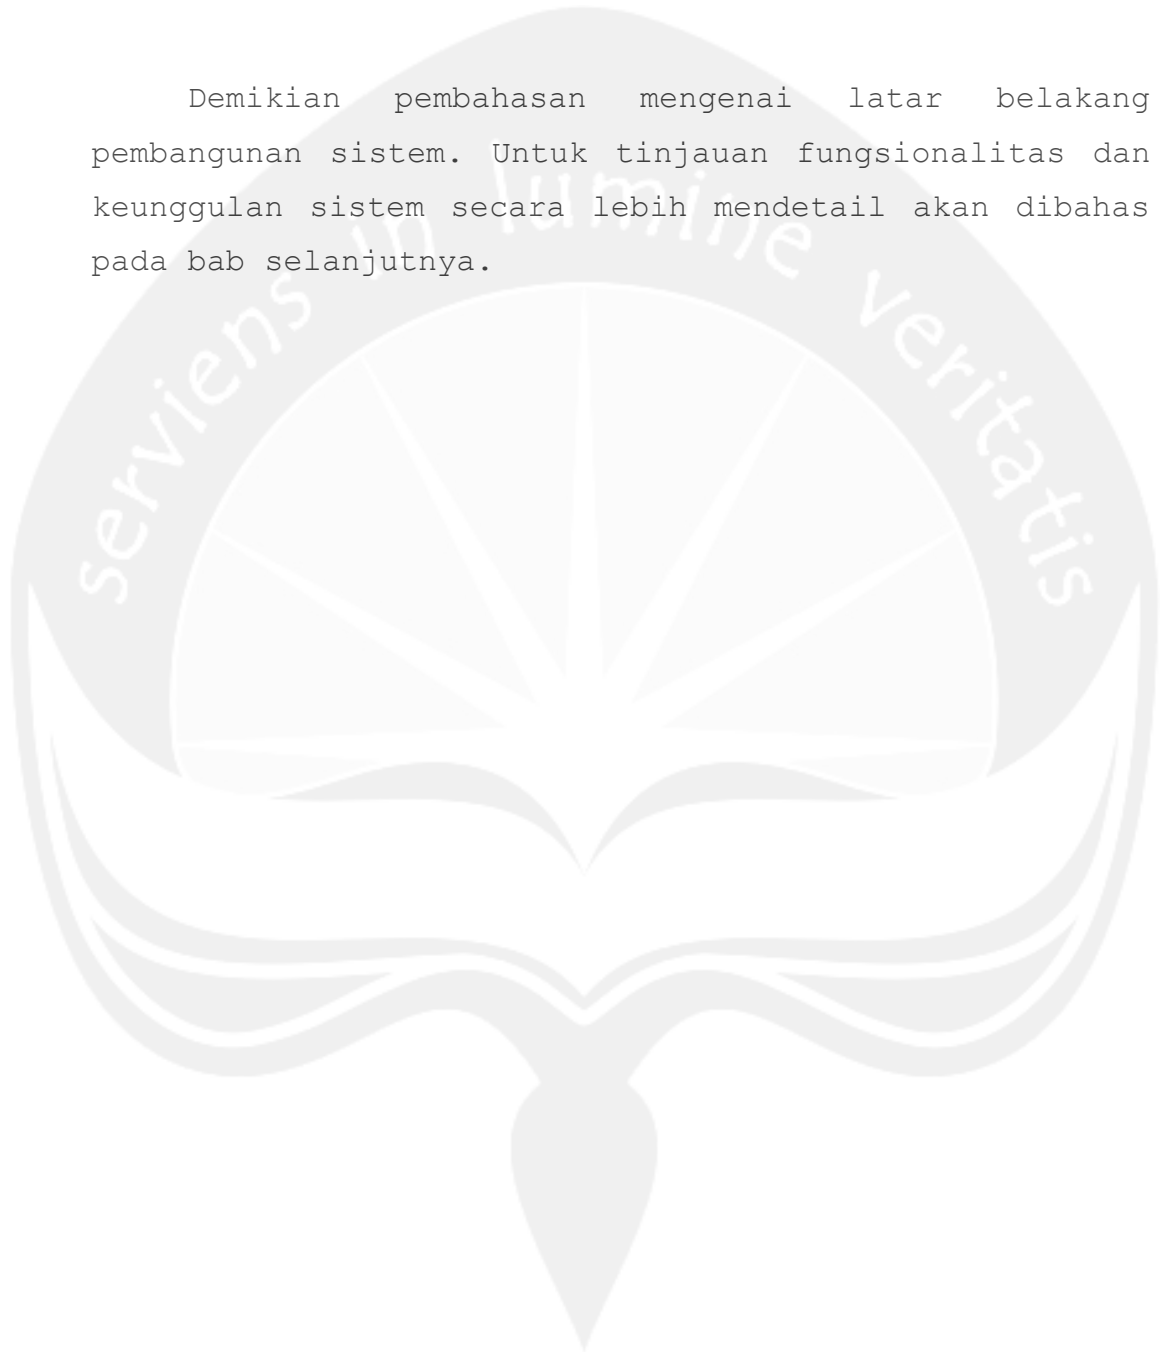 Demikian pembahasan mengenai latar belakang
pembangunan sistem. Untuk tinjauan fungsionalitas dan
keunggulan sistem secara lebih mendetail akan dibahas
pada bab selanjutnya.
serviens in lumine veritatis